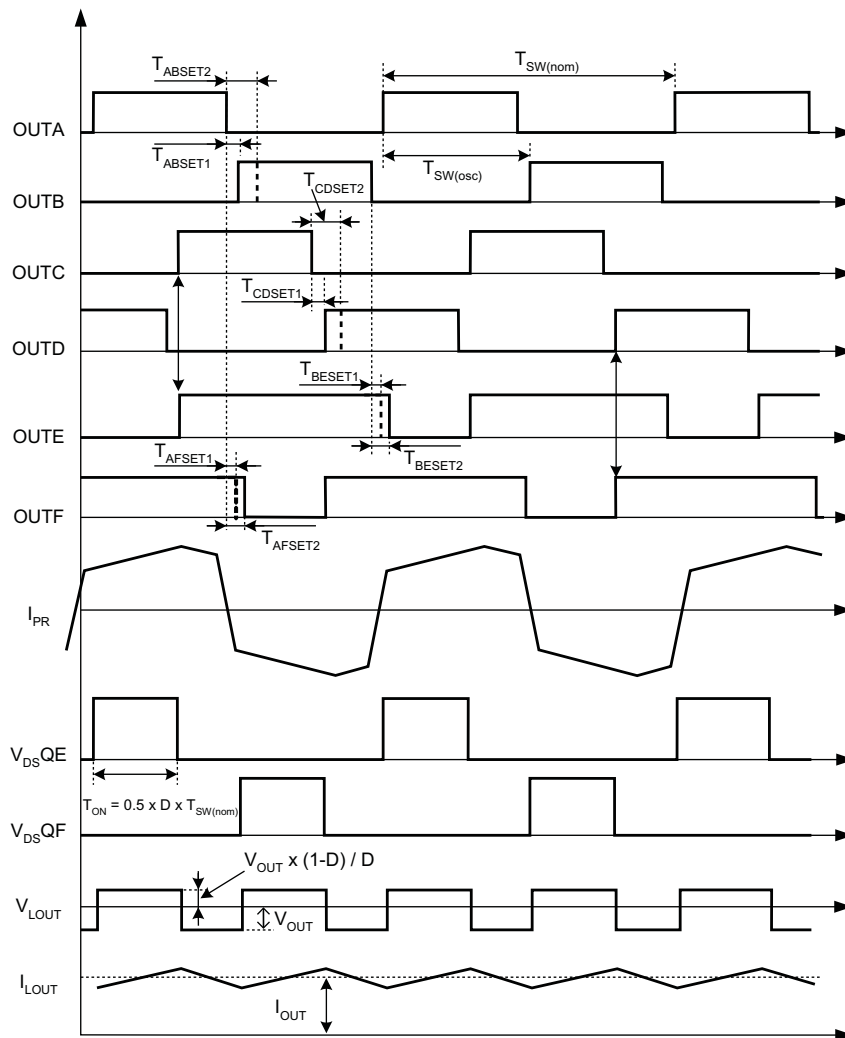 T_ABSET2
T_SW(nom)
OUTA
T_ABSET1
T_SW(osc)
T_CDSET2
OUTB
OUTC
T_CDSET1
OUTD
T_BESET1
OUTE
T_AFSET1
T_BESET2
OUTF
T_AFSET2
I_PR
V_DS QE
T_ON = 0.5 x D x T_SW(nom)
V_DS QF
V_OUT x (1-D) / D
V_LOUT
V_OUT
I_LOUT
I_OUT